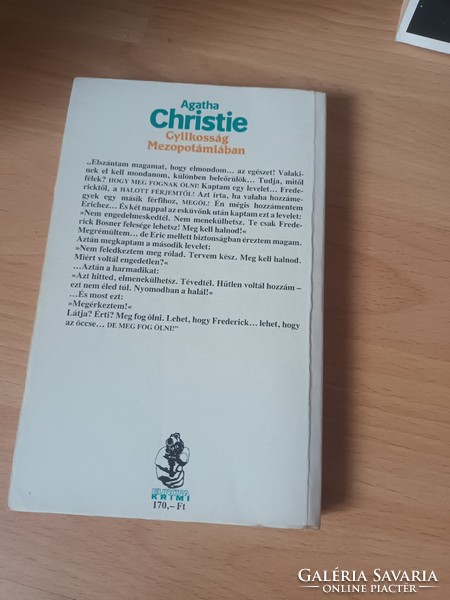 Agatha
Christie
Gyilkosság
Mezopotámiában
„Elszántam magamat, hogy elmondom... az egészet! Valaki-
nek el kell mondanom, különben beleőrülök... Tudja, mitől
félek? HOGY MEG FOGNAK ÖLNI! Kaptam egy levelet... Frede-
ricktől, a HALOTT FÉRJEMTŐL! Azt írta, ha valaha hozzáme-
gyek egy másik férfihoz, MEGÖL! Én mégis hozzámentem
Erichez... És két nappal az esküvőnk után kaptam ezt a levelet:
»Nem engedelmeskedtél. Nem menekülhetsz. Te csak Frede-
rick Bosner felesége lehetsz! Meg kell halnod!«
Megrémültem... de Eric mellett biztonságban éreztem magam.
Aztán megkaptam a második levelet:
»Nem feledkeztem meg rólad. Tervem kész. Meg kell halnod.
Miért voltál engedetlen?«
...Aztán a harmadikat:
»Azt hitted, elmenekülhetsz. Tévedtél. Hűtlen voltál hozzám –
ezt nem éled túl. Nyomodban a halál!«
...És most ezt:
»Megérkeztem!«
Látja? Érti? Meg fog ölni. Lehet, hogy Frederick... lehet, hogy
az öccse... DE MEG FOG ÖLNI!”
EURÓPA
KRIMI
170,– Ft
GALÉRIA SAVARIA
ONLINE PIACTÉR